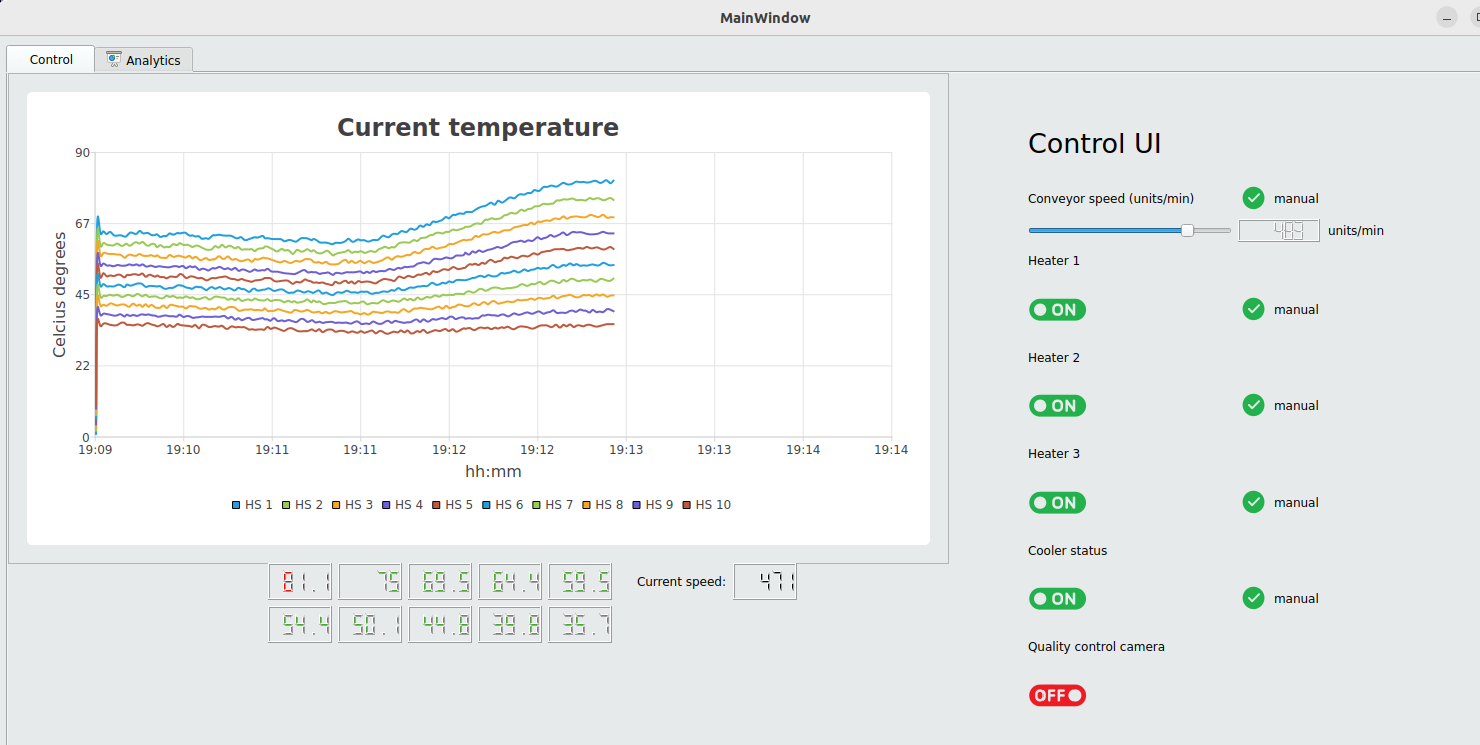 MainWindow
Control
Analytics
Current temperature
90
67
45
22
0
Celcius degrees
19:09 19:10 19:11 19:11 19:12 19:12 19:13 19:13 19:14 19:14
hh:mm
HS 1 HS 2 HS 3 HS 4 HS 5 HS 6 HS 7 HS 8 HS 9 HS 10
81.1 75 69.5 64.4 59.5
Current speed: 471
54.4 50.1 44.8 39.8 35.7
Control UI
Conveyor speed (units/min) manual
units/min
Heater 1
ON manual
Heater 2
ON manual
Heater 3
ON manual
Cooler status
ON manual
Quality control camera
OFF